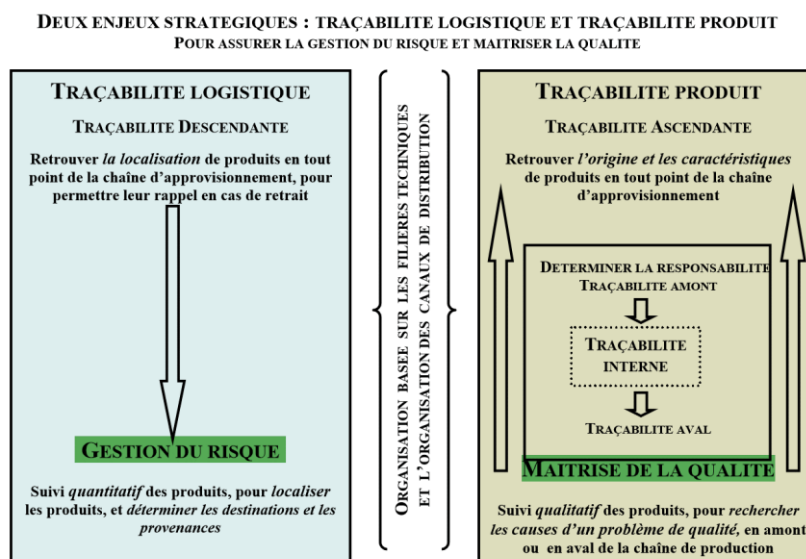 DEUX ENJEUX STRATEGIQUES : TRAÇABILITE LOGISTIQUE ET TRAÇABILITE PRODUIT
POUR ASSURER LA GESTION DU RISQUE ET MAITRISER LA QUALITE
TRAÇABILITE LOGISTIQUE
TRAÇABILITE DESCENDANTE
Retrouver la localisation de produits en tout
point de la chaîne d'approvisionnement, pour
permettre leur rappel en cas de retrait
GESTION DU RISQUE
Suivi quantitatif des produits, pour localiser
les produits, et déterminer les destinations et les
provenances
ORGANISATION BASEE SUR LES FILIERES TECHNIQUES
ET L'ORGANISATION DES CANAUX DE DISTRIBUTION
TRAÇABILITE PRODUIT
TRAÇABILITE ASCENDANTE
Retrouver l'origine et les caractéristiques
de produits en tout point de la chaîne
d'approvisionnement
DETERMINER LA RESPONSABILITE
TRAÇABILITE AMONT
TRAÇABILITE
INTERNE
TRAÇABILITE AVAL
MAITRISE DE LA QUALITE
Suivi qualitatif des produits, pour rechercher
les causes d'un problème de qualité, en amont
ou en aval de la chaîne de production